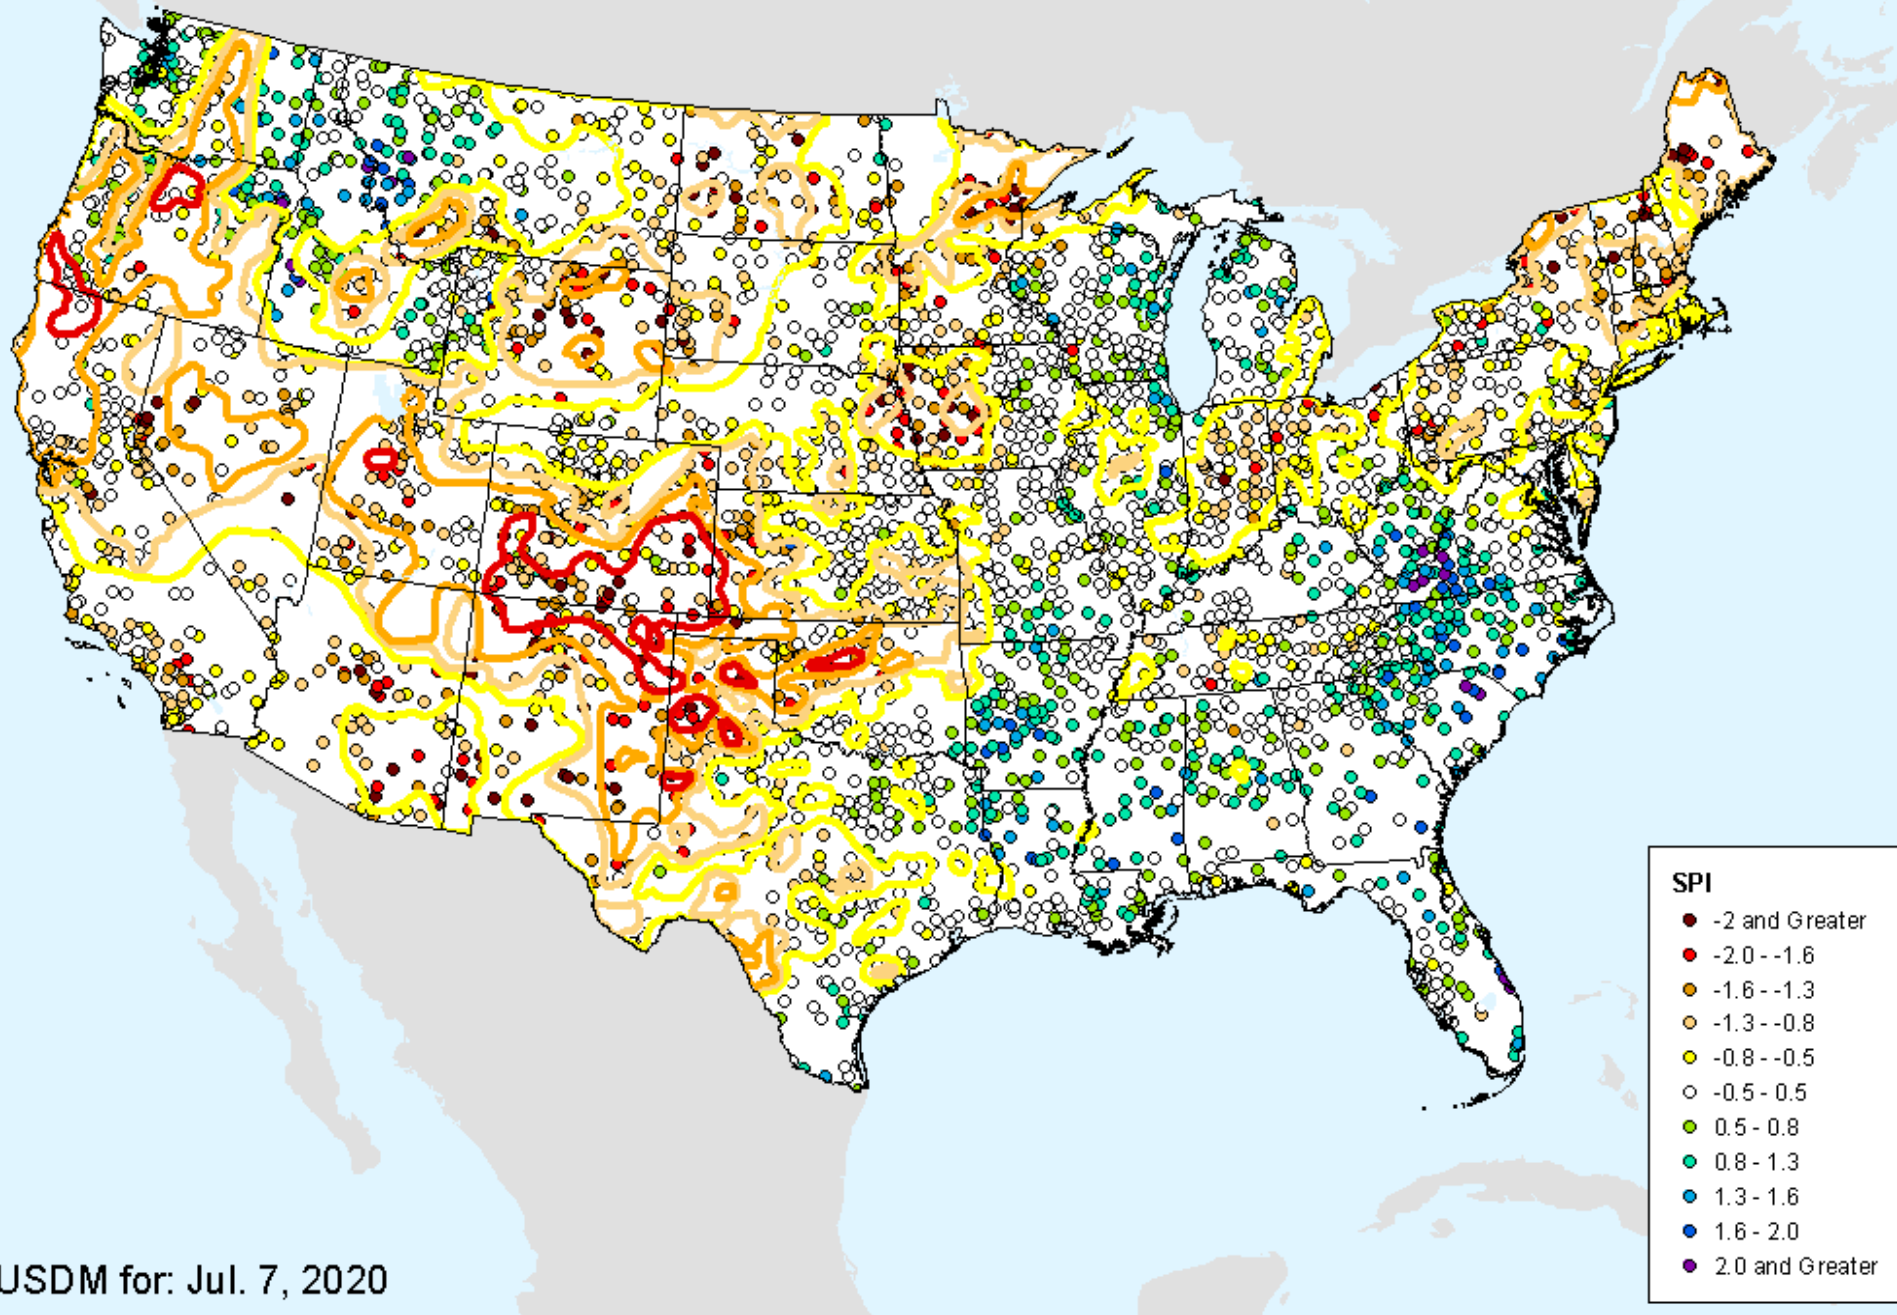 SPI
-2 and Greater
-2.0 - -1.6
-1.6 - -1.3
-1.3 - -0.8
-0.8 - -0.5
-0.5 - 0.5
0.5 - 0.8
0.8 - 1.3
1.3 - 1.6
1.6 - 2.0
2.0 and Greater
USDM for: Jul. 7, 2020